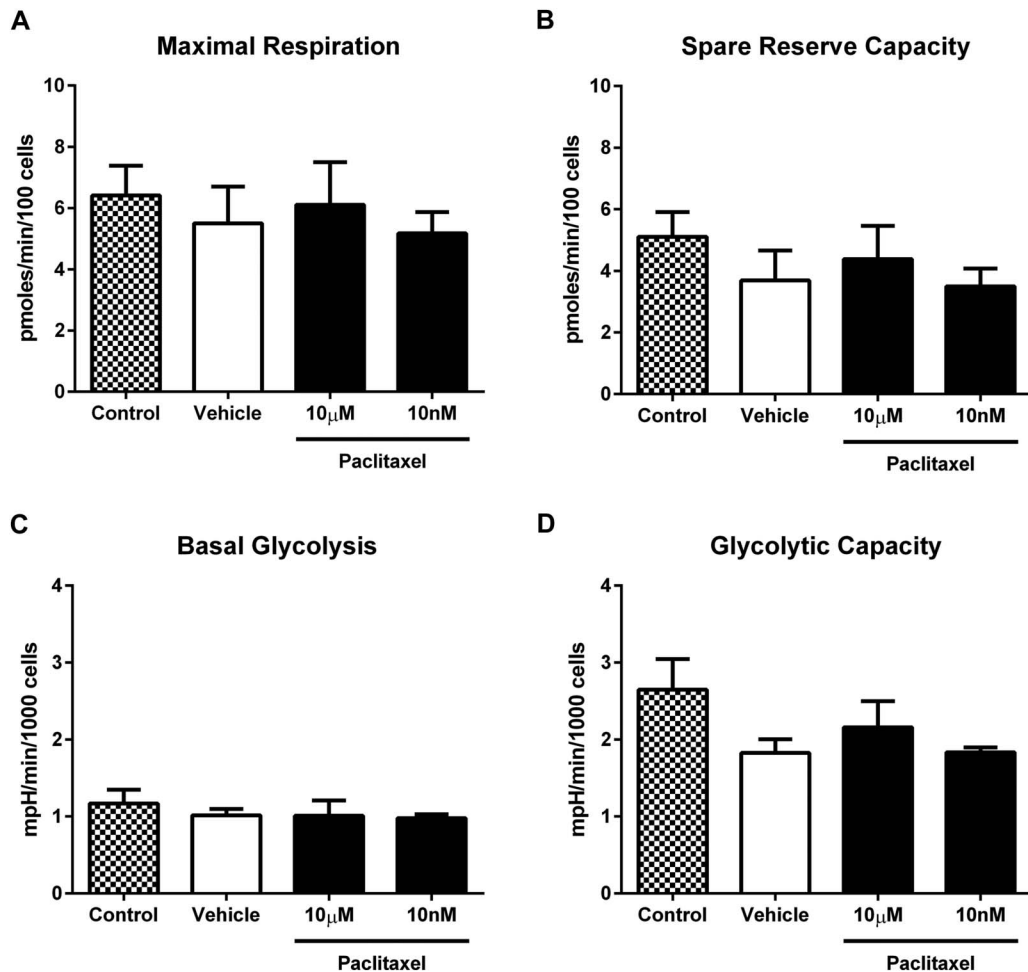 A
Maximal Respiration
pmoles/min/100 cells
10
8
6
4
2
0
Control Vehicle 10μM 10nM
Paclitaxel
B
Spare Reserve Capacity
pmoles/min/100 cells
10
8
6
4
2
0
Control Vehicle 10μM 10nM
Paclitaxel
C
Basal Glycolysis
mpH/min/1000 cells
4
3
2
1
0
Control Vehicle 10μM 10nM
Paclitaxel
D
Glycolytic Capacity
mpH/min/1000 cells
4
3
2
1
0
Control Vehicle 10μM 10nM
Paclitaxel